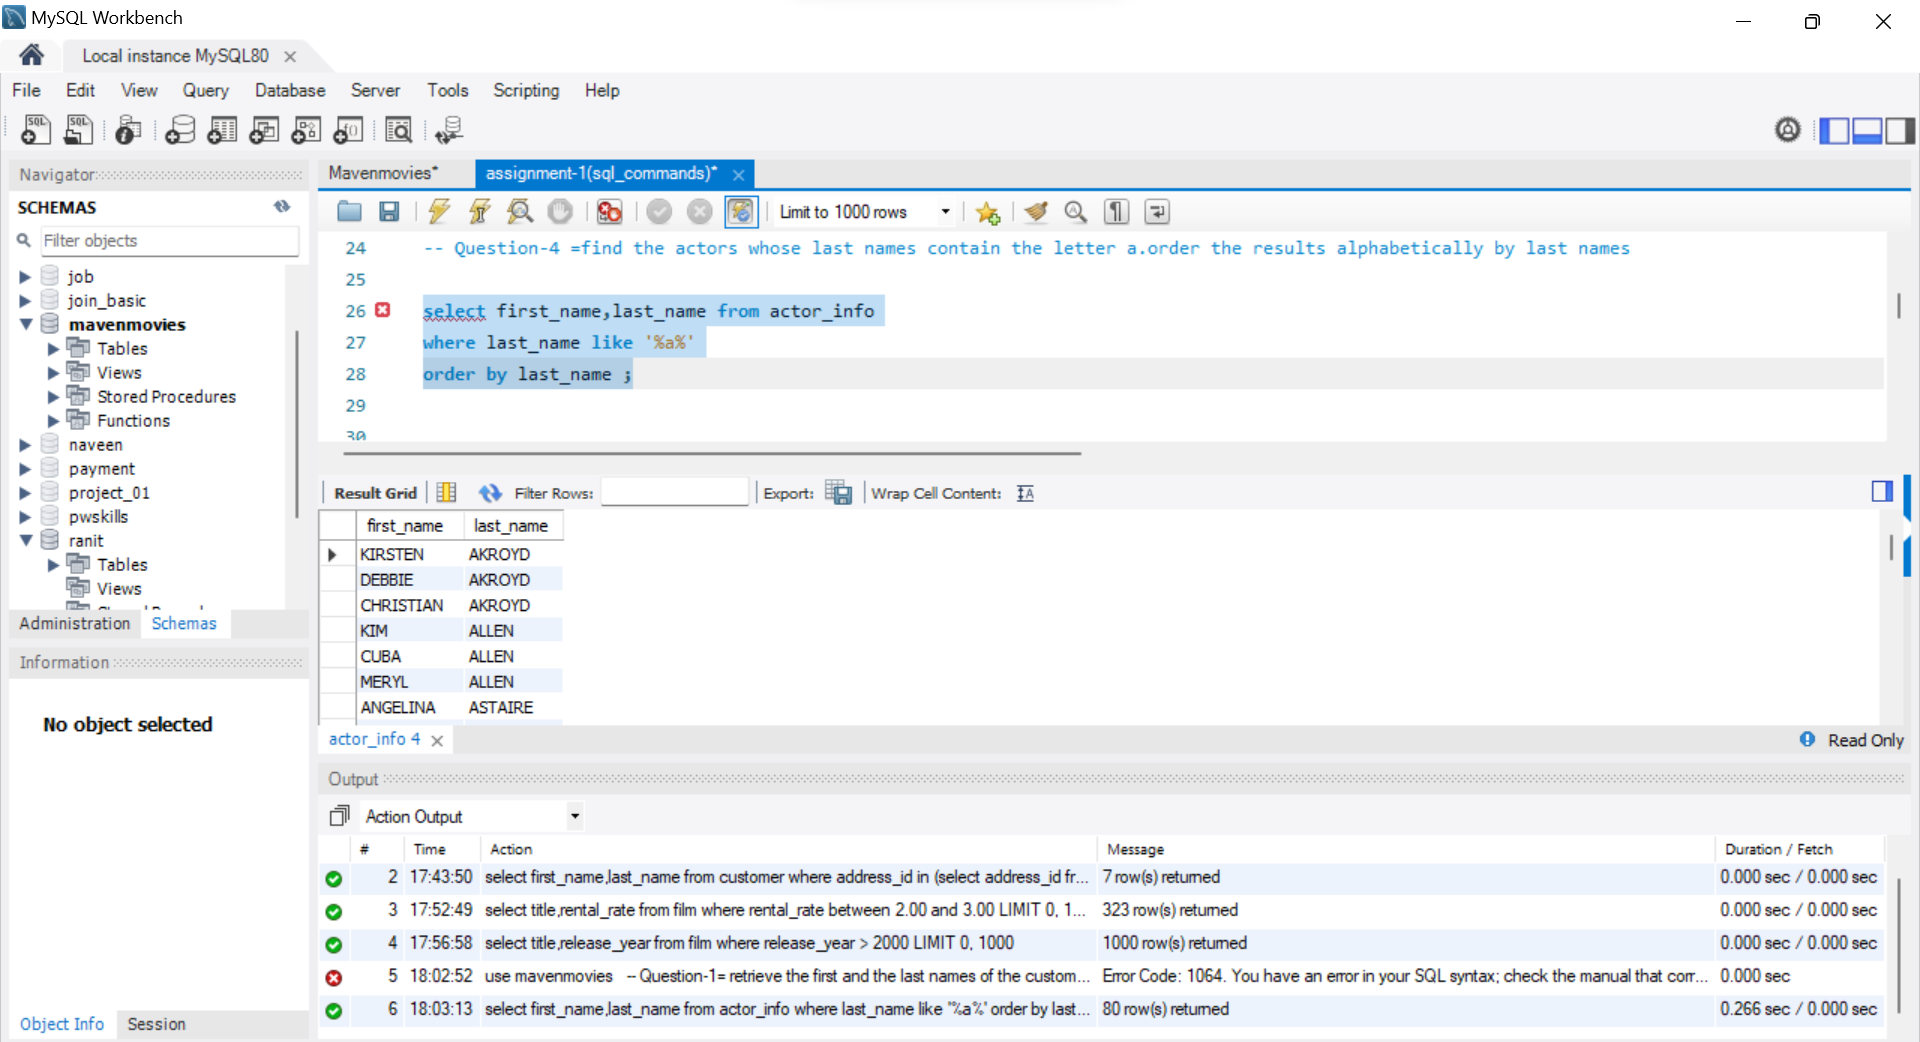 MySQL Workbench
Local instance MySQL80
File Edit View Query Database Server Tools Scripting Help
Navigator
SCHEMAS
Filter objects
job
join_basic
mavenmovies
Tables
Views
Stored Procedures
Functions
naveen
payment
project_01
pwskills
ranit
Tables
Views
Administration Schemas
Information
No object selected
Object Info Session
Mavenmovies* assignment-1(sql_commands)*
Limit to 1000 rows
24 -- Question-4 =find the actors whose last names contain the letter a.order the results alphabetically by last names
25
26 select first_name,last_name from actor_info
27 where last_name like '%a%'
28 order by last_name ;
29
30
Result Grid Filter Rows: Export: Wrap Cell Content:
first_name last_name
KIRSTEN AKROYD
DEBBIE AKROYD
CHRISTIAN AKROYD
KIM ALLEN
CUBA ALLEN
MERYL ALLEN
ANGELINA ASTAIRE
actor_info 4 Read Only
Output
Action Output
# Time Action Message Duration / Fetch
2 17:43:50 select first_name,last_name from customer where address_id in (select address_id fr... 7 row(s) returned 0.000 sec / 0.000 sec
3 17:52:49 select title,rental_rate from film where rental_rate between 2.00 and 3.00 LIMIT 0, 1... 323 row(s) returned 0.000 sec / 0.000 sec
4 17:56:58 select title,release_year from film where release_year > 2000 LIMIT 0, 1000 1000 row(s) returned 0.000 sec / 0.000 sec
5 18:02:52 use mavenmovies -- Question-1= retrieve the first and the last names of the custom... Error Code: 1064. You have an error in your SQL syntax; check the manual that corr... 0.000 sec
6 18:03:13 select first_name,last_name from actor_info where last_name like '%a%' order by last... 80 row(s) returned 0.266 sec / 0.000 sec